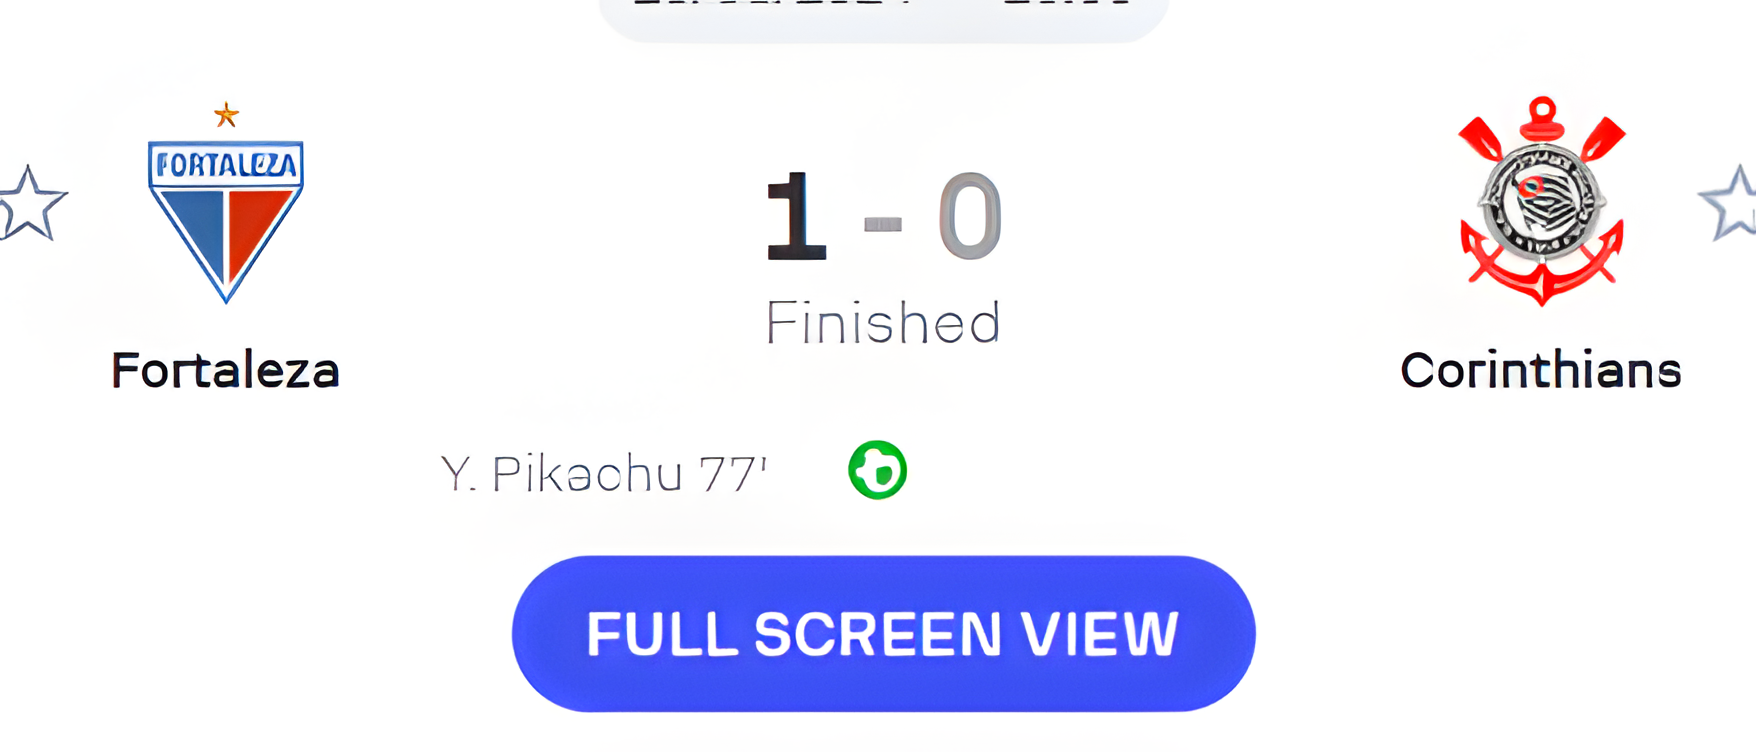 FORTALEZA
1 - 0
Finished
Fortaleza
Corinthians
Y. Pikachu 77'
FULL SCREEN VIEW